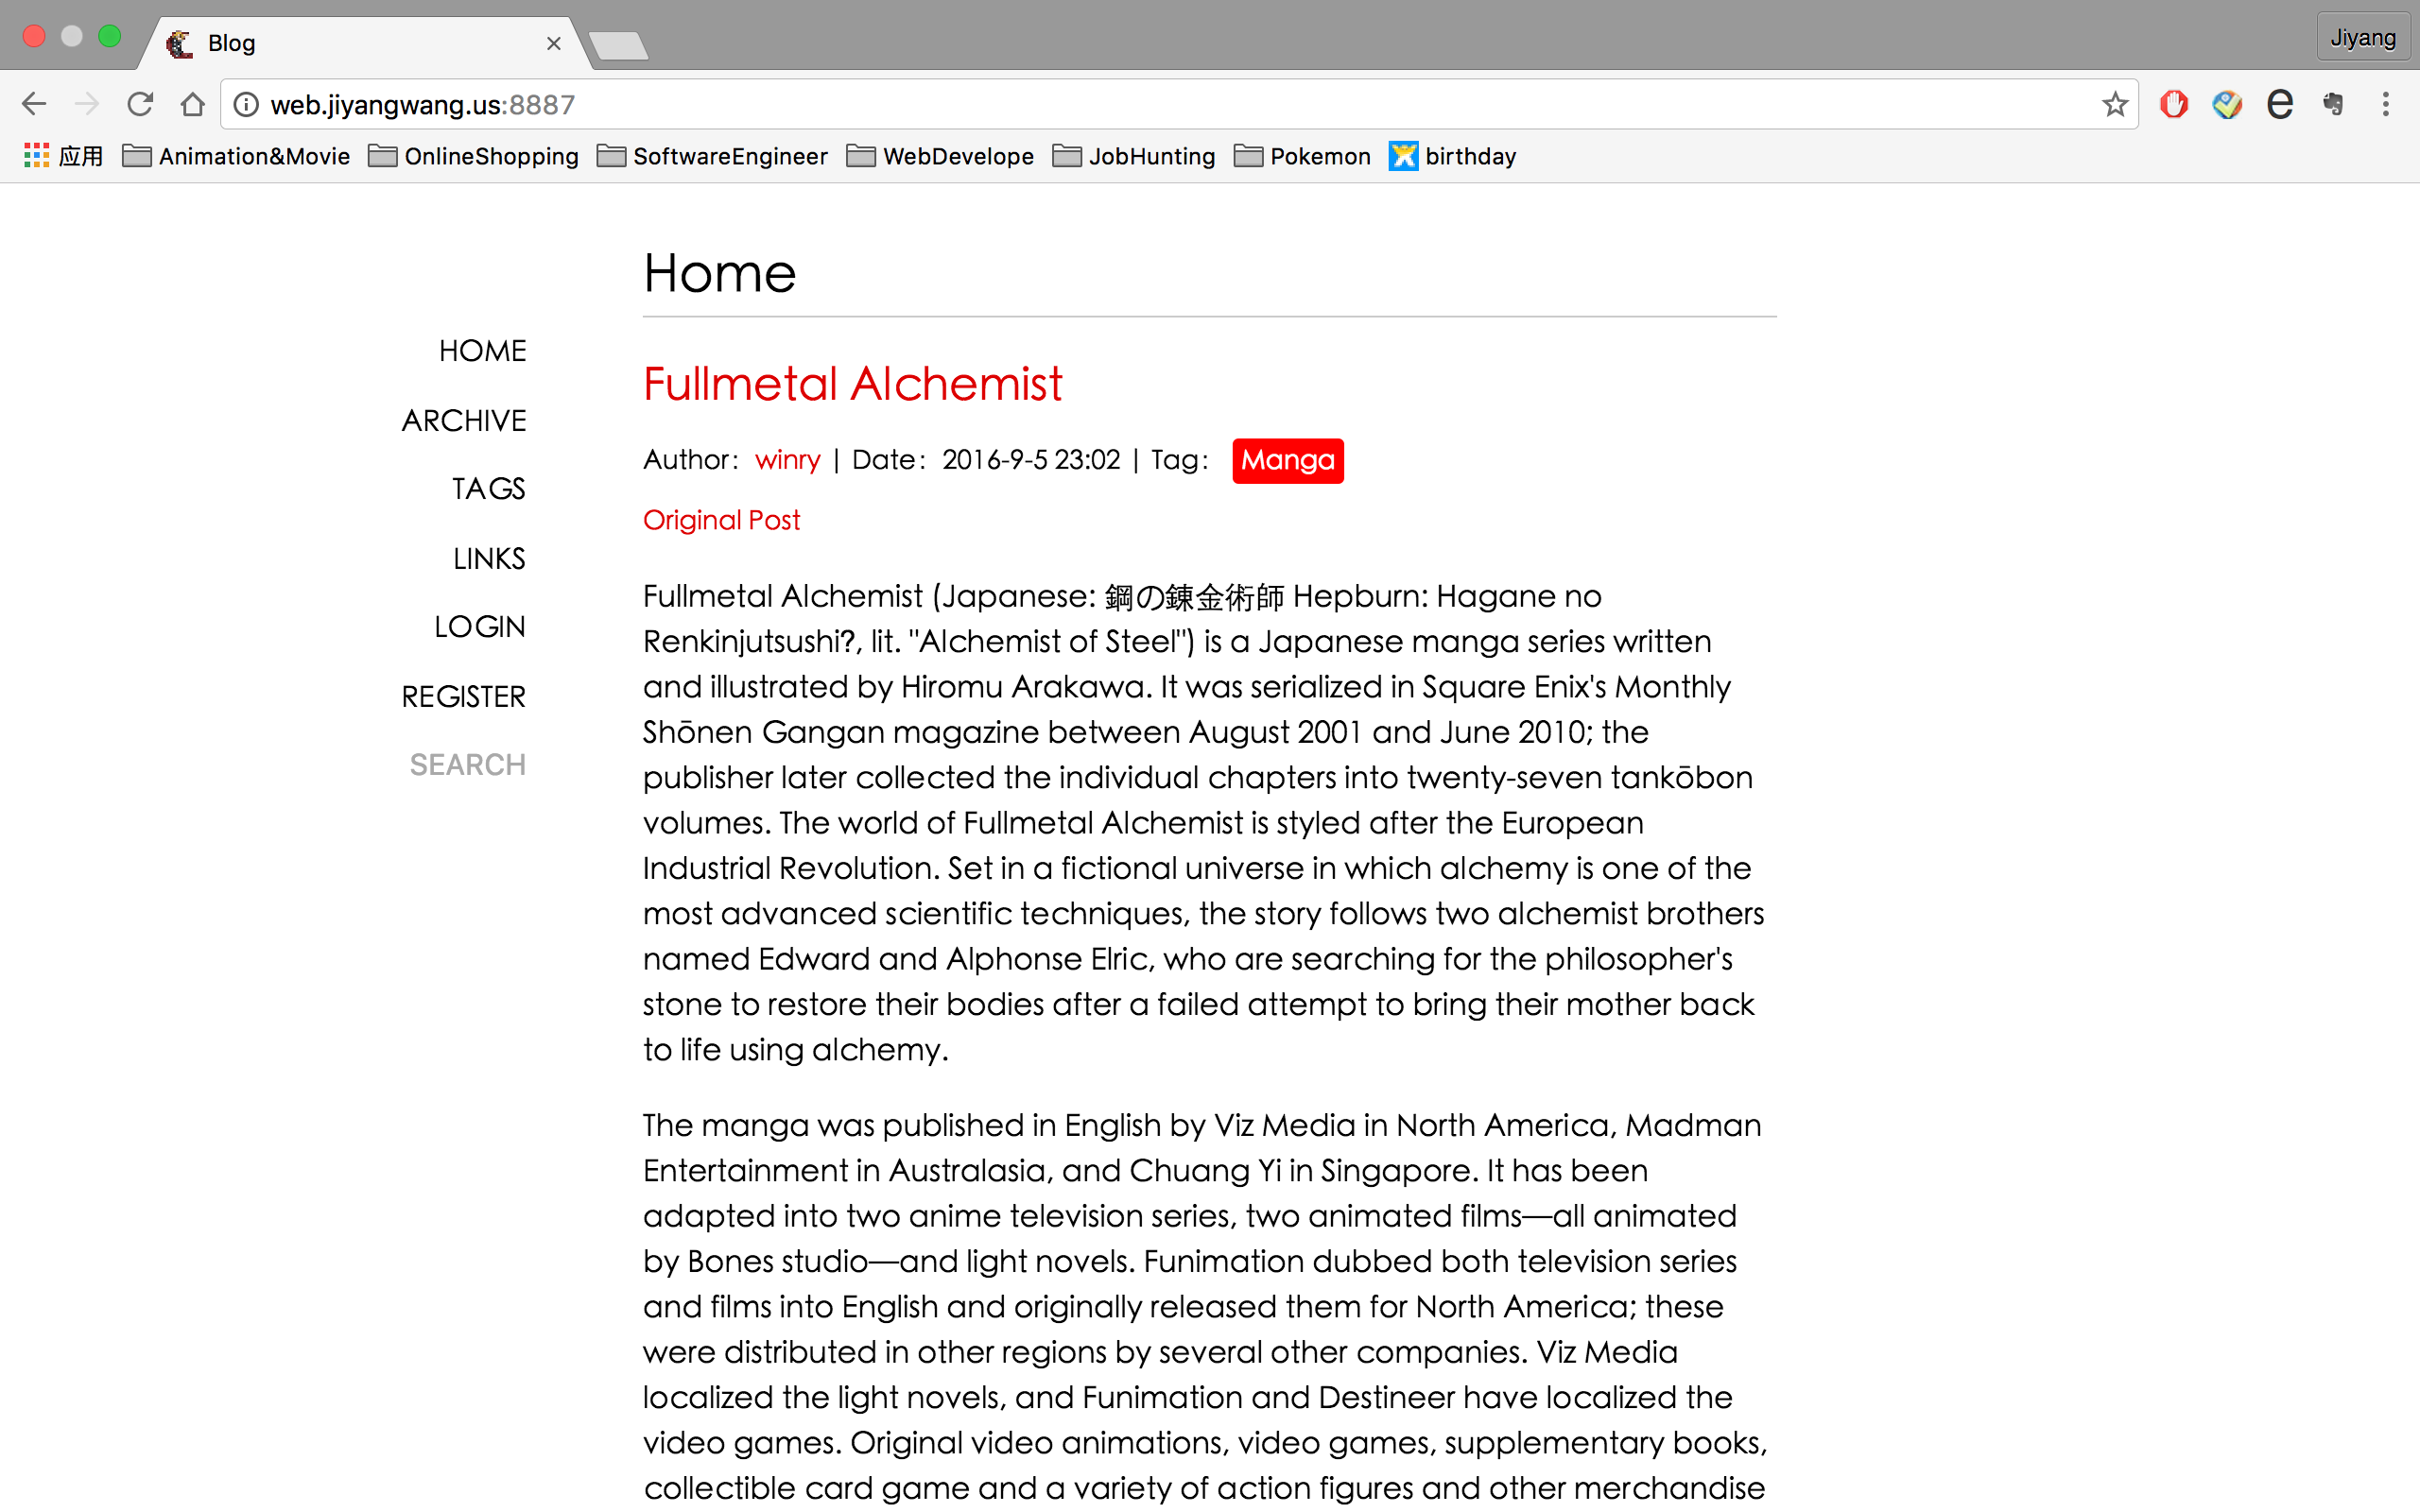 Blog
Jiyang
web.jiyangwang.us:8887
应用 Animation&Movie OnlineShopping SoftwareEngineer WebDevelope JobHunting Pokemon birthday
Home
HOME
ARCHIVE
TAGS
LINKS
LOGIN
REGISTER
SEARCH
Fullmetal Alchemist
Author: winry | Date: 2016-9-5 23:02 | Tag: Manga
Original Post
Fullmetal Alchemist (Japanese: 鋼の錬金術師 Hepburn: Hagane no
Renkinjutsushi?, lit. "Alchemist of Steel") is a Japanese manga series written
and illustrated by Hiromu Arakawa. It was serialized in Square Enix's Monthly
Shōnen Gangan magazine between August 2001 and June 2010; the
publisher later collected the individual chapters into twenty-seven tankōbon
volumes. The world of Fullmetal Alchemist is styled after the European
Industrial Revolution. Set in a fictional universe in which alchemy is one of the
most advanced scientific techniques, the story follows two alchemist brothers
named Edward and Alphonse Elric, who are searching for the philosopher's
stone to restore their bodies after a failed attempt to bring their mother back
to life using alchemy.
The manga was published in English by Viz Media in North America, Madman
Entertainment in Australasia, and Chuang Yi in Singapore. It has been
adapted into two anime television series, two animated films—all animated
by Bones studio—and light novels. Funimation dubbed both television series
and films into English and originally released them for North America; these
were distributed in other regions by several other companies. Viz Media
localized the light novels, and Funimation and Destineer have localized the
video games. Original video animations, video games, supplementary books,
collectible card game and a variety of action figures and other merchandise